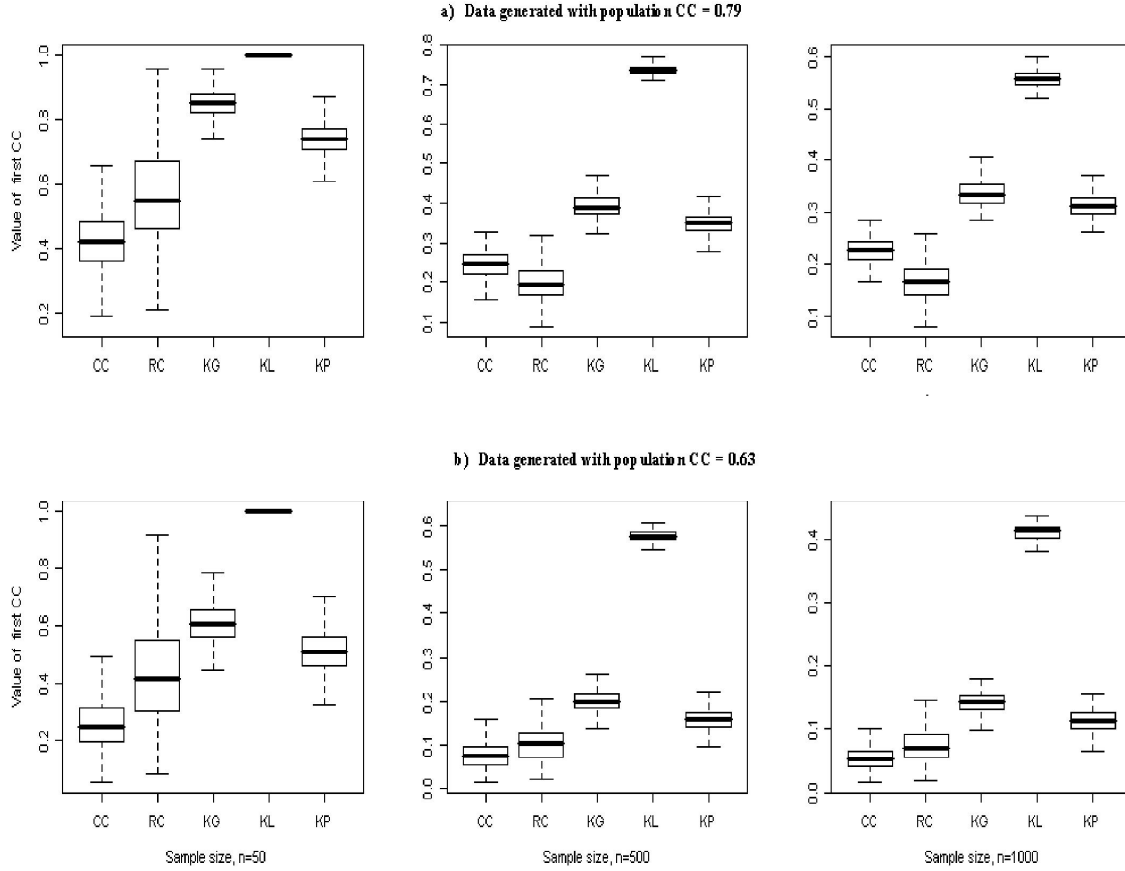 a) Data generated with population CC = 0.79
Value of first CC
1.0
0.8
0.6
0.4
0.2
CC RC KG KL KP
0.8
0.7
0.6
0.5
0.4
0.3
0.2
0.1
CC RC KG KL KP
0.6
0.5
0.4
0.3
0.2
0.1
CC RC KG KL KP
b) Data generated with population CC = 0.63
Value of first CC
1.0
0.8
0.6
0.4
0.2
CC RC KG KL KP
Sample size, n=50
0.6
0.5
0.4
0.3
0.2
0.1
0.0
CC RC KG KL KP
Sample size, n=500
0.4
0.3
0.2
0.1
0.0
CC RC KG KL KP
Sample size, n=1000